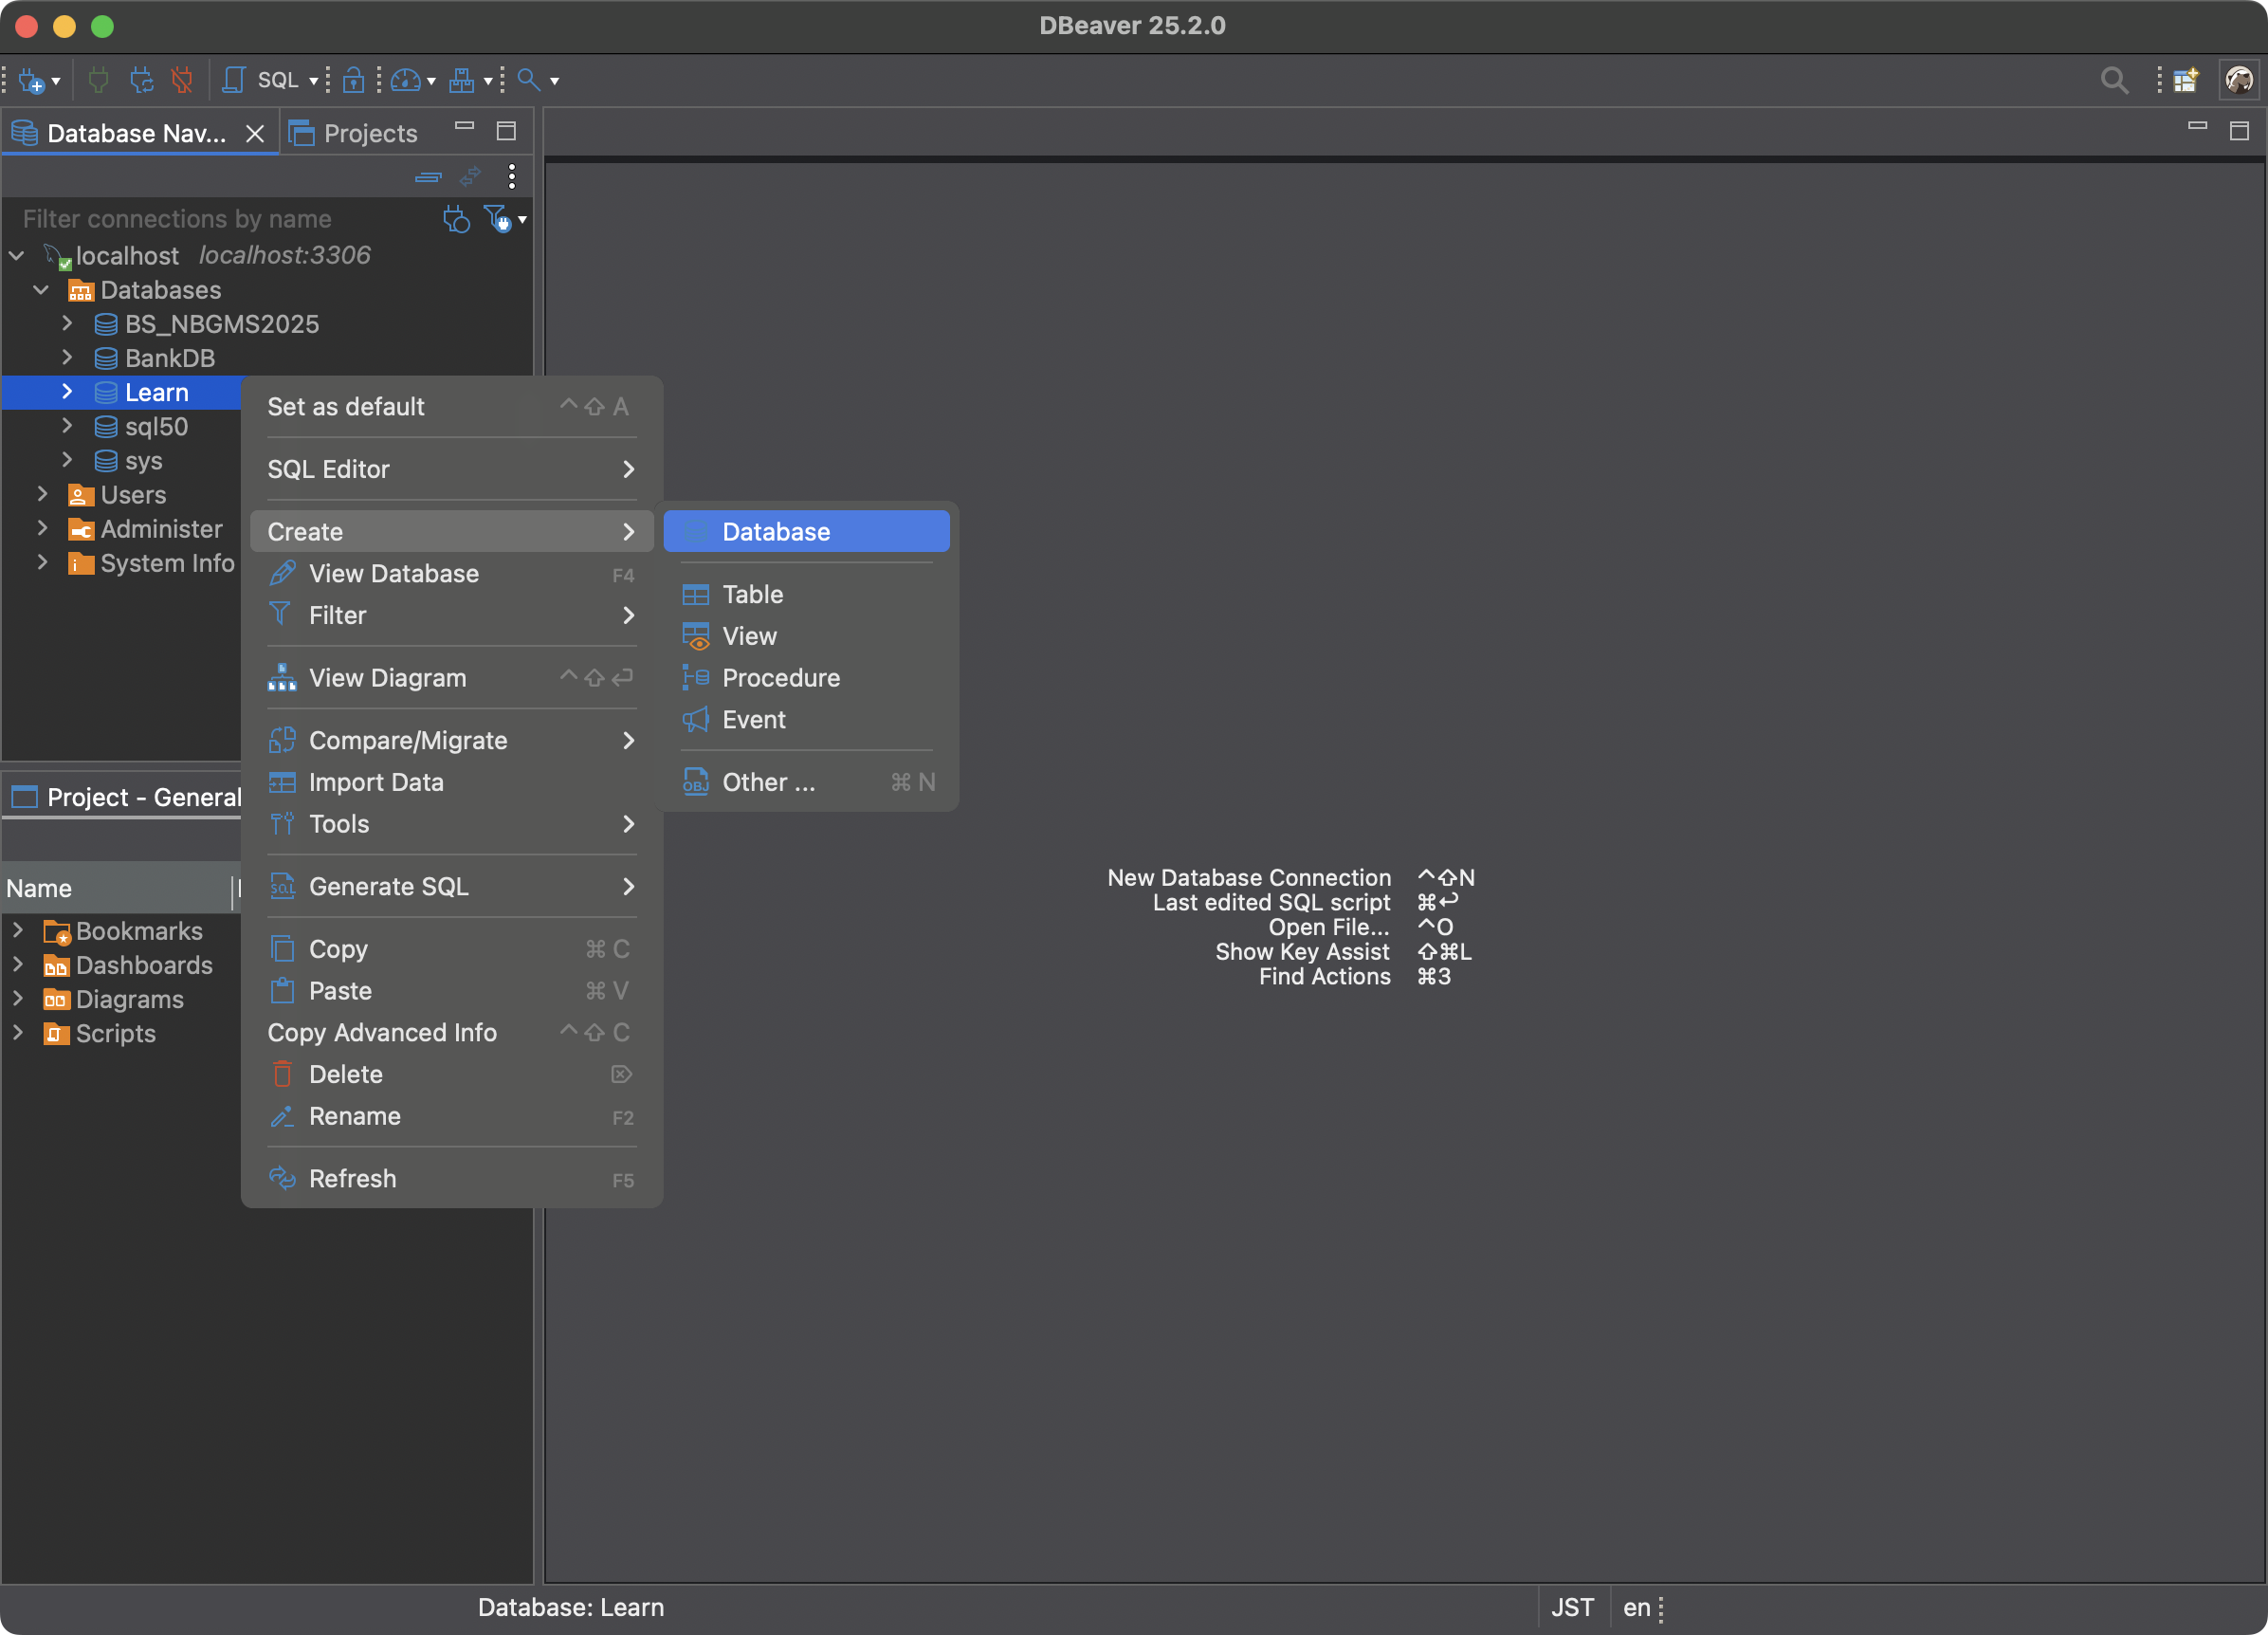 DBeaver 25.2.0
SQL
Database Nav...
Projects
Filter connections by name
localhost localhost:3306
Databases
BS_NBGMS2025
BankDB
Learn
sql50
sys
Users
Administer
System Info
Set as default ^⇧ A
SQL Editor
Create
View Database F4
Filter
View Diagram ^⇧↩
Compare/Migrate
Import Data
Tools
Generate SQL
Copy ⌘ C
Paste ⌘ V
Copy Advanced Info ^⇧ C
Delete ⌦
Rename F2
Refresh F5
Database
Table
View
Procedure
Event
Other ... ⌘ N
Project - General
Name
Bookmarks
Dashboards
Diagrams
Scripts
New Database Connection ^⇧N
Last edited SQL script ⌘↩
Open File... ^O
Show Key Assist ⇧⌘L
Find Actions ⌘3
Database: Learn
JST
en